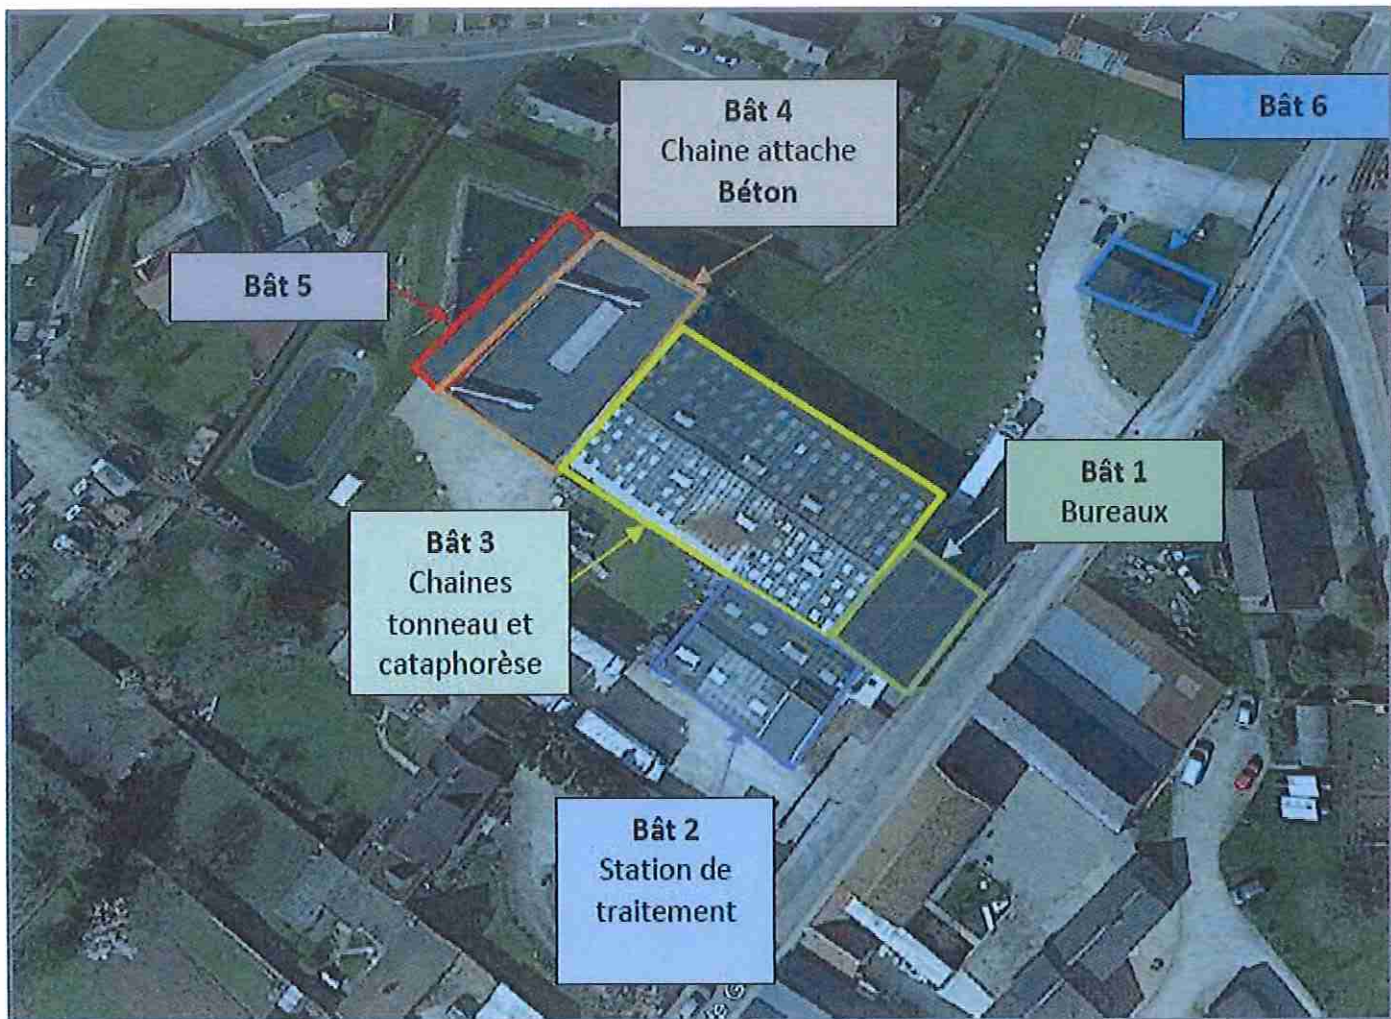 Bât 4
Chaine attache
Béton
Bât 6
Bât 5
Bât 1
Bureaux
Bât 3
Chaines
tonneau et
cataphorèse
Bât 2
Station de
traitement